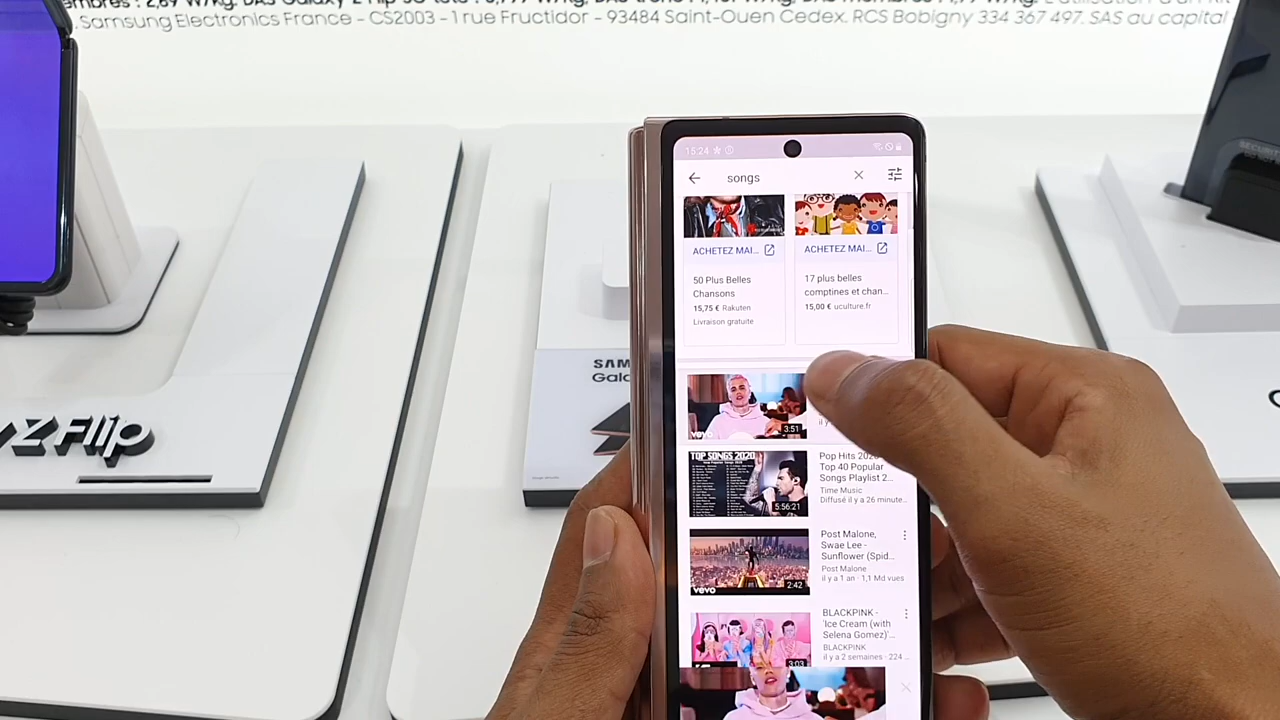 Samsung Electronics France - CS2003 - 1 rue Fructidor - 93484 Saint-Ouen Cedex. RCS Bobigny 334 367 497. SAS au capital
15:24
songs
ACHETEZ MAI...
ACHETEZ MAI...
50 Plus Belles
Chansons
15,75 € Rakuten
Livraison gratuite
17 plus belles
comptines et chan...
15,00 € uculture.fr
vevo
3:51
TOP SONGS 2020
5:56:21
Pop Hits 2020
Top 40 Popular
Songs Playlist 2...
Time Music
Diffusé il y a 26 minute...
vevo
2:42
Post Malone,
Swae Lee -
Sunflower (Spid...
Post Malone
il y a 1 an · 1,1 Md vues
3:03
BLACKPINK -
'Ice Cream (with
Selena Gomez)'...
BLACKPINK
il y a 2 semaines · 224 ...
Z Flip
SAM
Gala